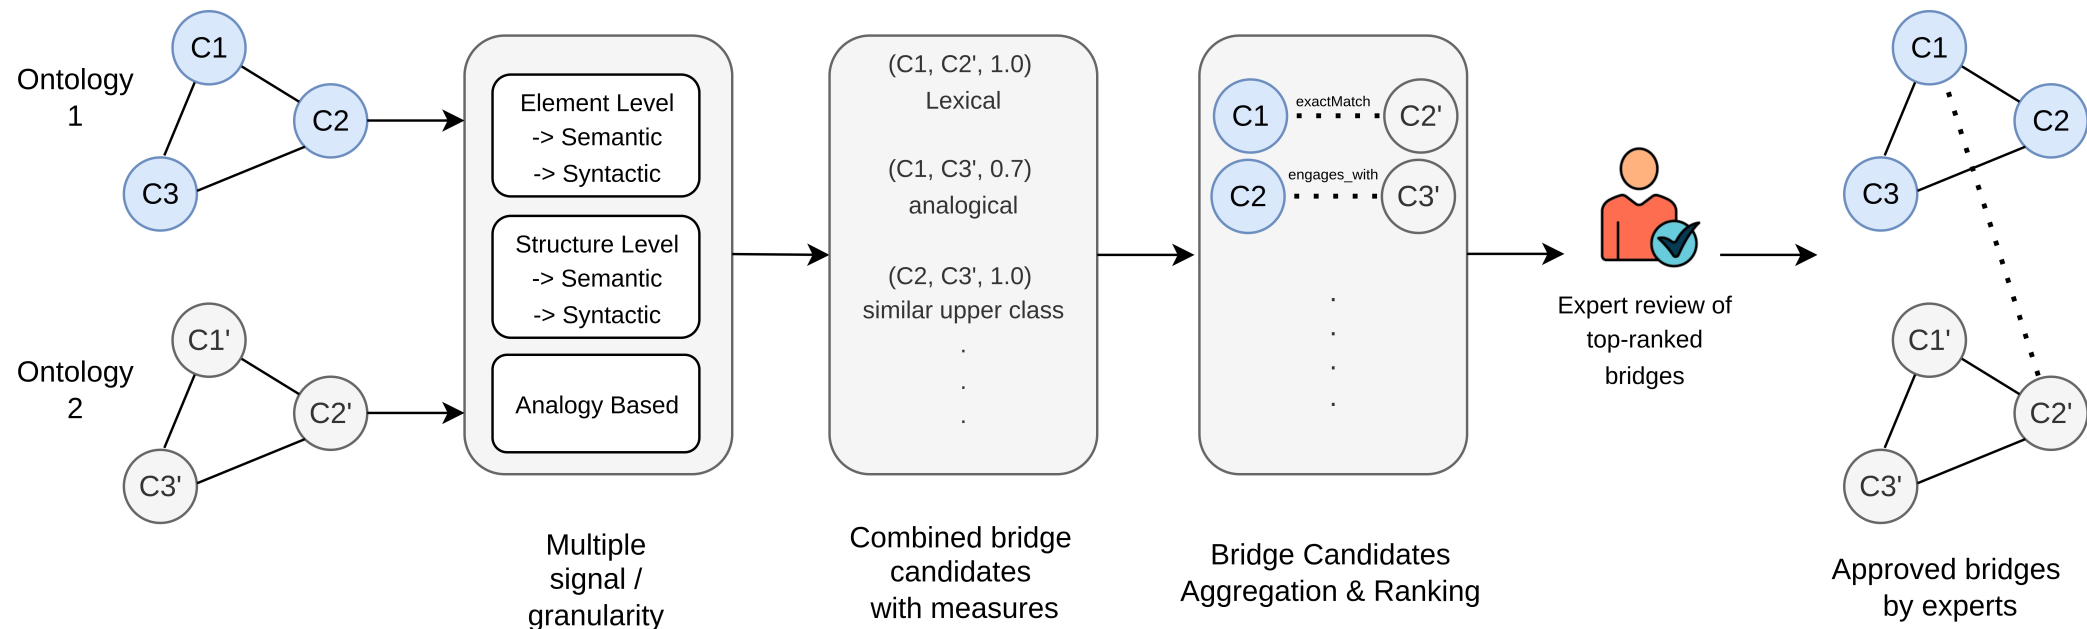 Ontology
1
C1
C2
C3
Ontology
2
C1'
C2'
C3'
Element Level
-> Semantic
-> Syntactic
Structure Level
-> Semantic
-> Syntactic
Analogy Based
Multiple
signal /
granularity
(C1, C2', 1.0)
Lexical
(C1, C3', 0.7)
analogical
(C2, C3', 1.0)
similar upper class
.
.
.
Combined bridge
candidates
with measures
C1
exactMatch
C2'
C2
engages_with
C3'
.
.
.
.
Bridge Candidates
Aggregation & Ranking
Expert review of
top-ranked
bridges
C1
C2
C3
C1'
C2'
C3'
Approved bridges
by experts